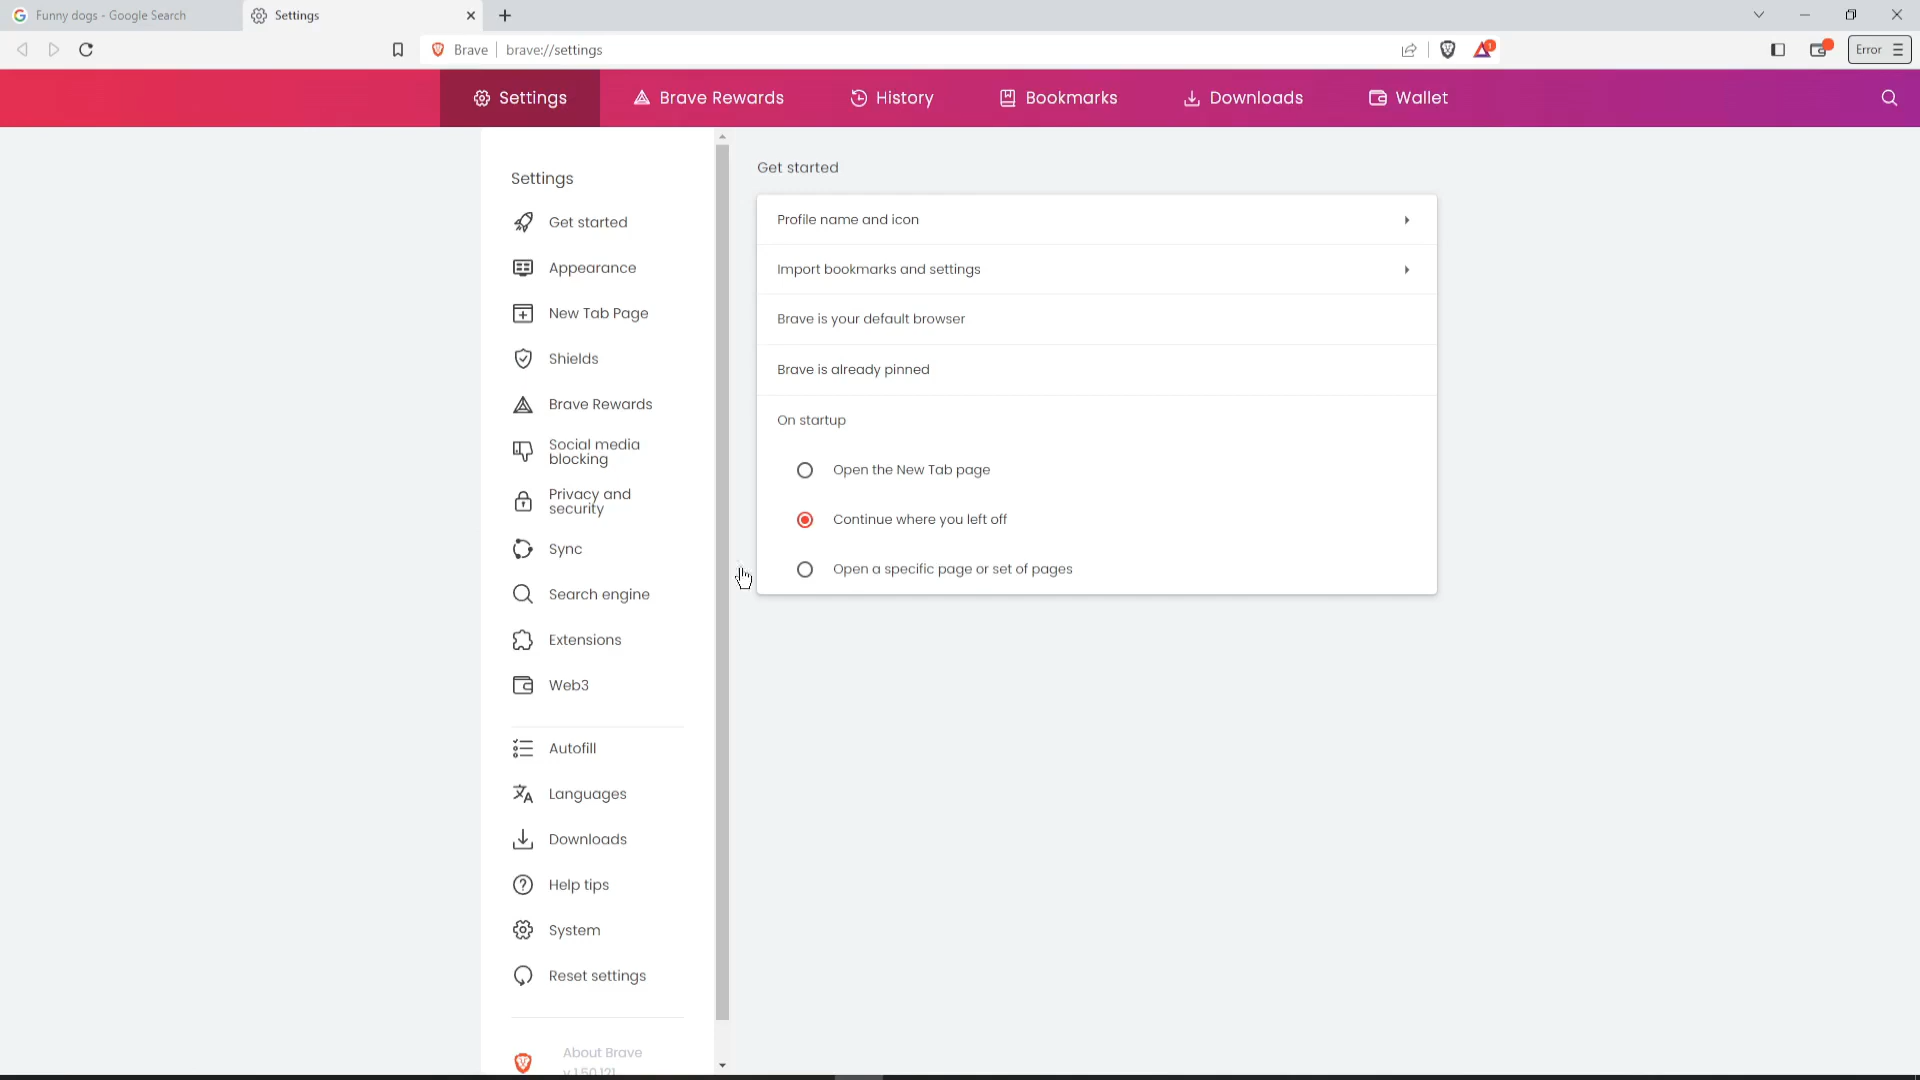 Funny dogs - Google Search
Settings
Brave
brave://settings
1
Error
Settings
Brave Rewards
History
Bookmarks
Downloads
Wallet
Settings
Get started
Appearance
New Tab Page
Shields
Brave Rewards
Social media
blocking
Privacy and
security
Sync
Search engine
Extensions
Web3
Autofill
Languages
Downloads
Help tips
System
Reset settings
About Brave
v 1.50.121
Get started
Profile name and icon
Import bookmarks and settings
Brave is your default browser
Brave is already pinned
On startup
Open the New Tab page
Continue where you left off
Open a specific page or set of pages